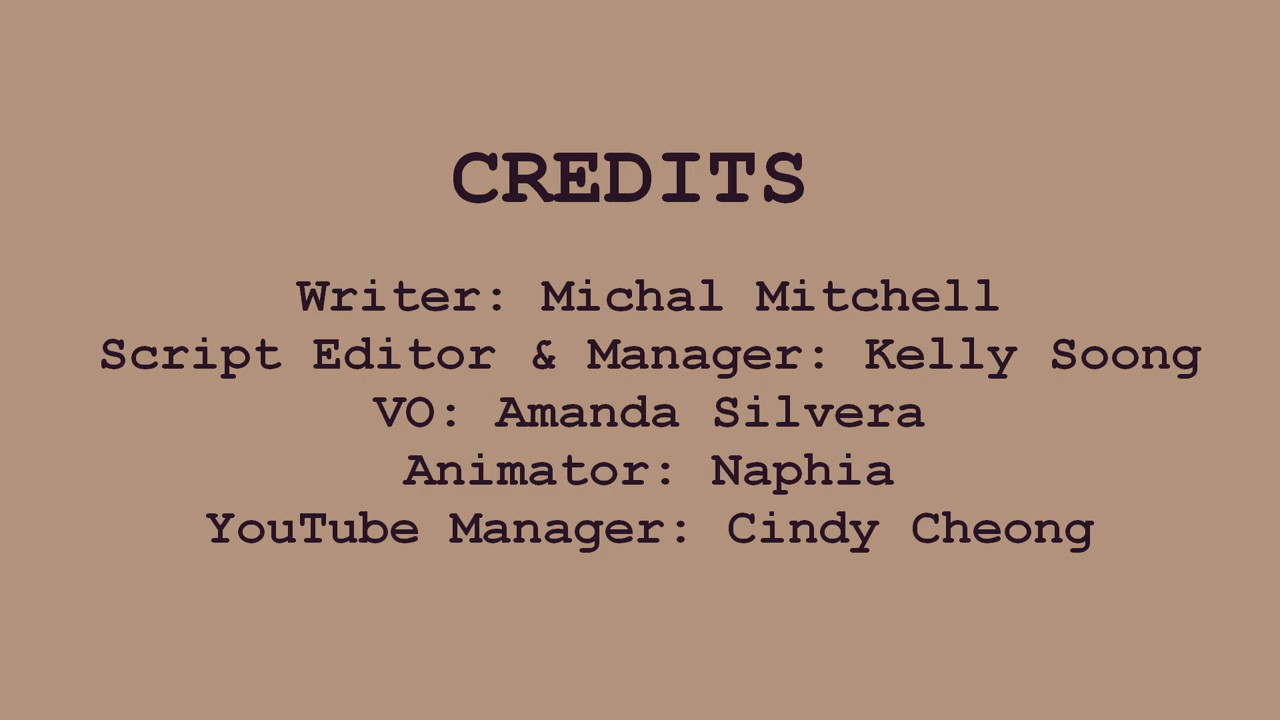 CREDITS
Writer: Michal Mitchell
Script Editor & Manager: Kelly Soong
VO: Amanda Silvera
Animator: Naphia
YouTube Manager: Cindy Cheong